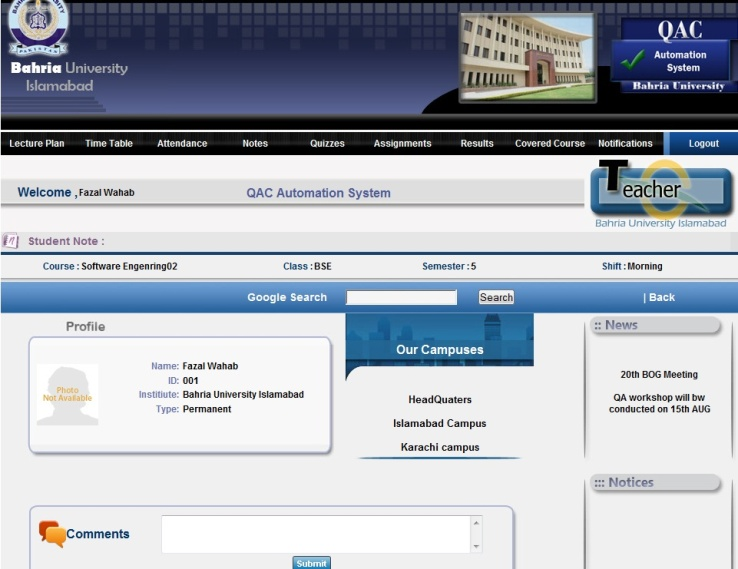 PAKISTAN
Bahria University
Islamabad
QAC
Automation
System
Bahria University
Lecture Plan Time Table Attendance Notes Quizzes Assignments Results Covered Course Notifications Logout
Welcome , Fazal Wahab QAC Automation System
Teacher
Bahria University Islamabad
Student Note :
Course : Software Engenring02 Class : BSE Semester : 5 Shift : Morning
Google Search Search | Back
Profile
Photo
Not Available
Name: Fazal Wahab
ID: 001
Institiute: Bahria University Islamabad
Type: Permanent
Our Campuses
HeadQuaters
Islamabad Campus
Karachi campus
:: News
20th BOG Meeting
QA workshop will bw
conducted on 15th AUG
::: Notices
Comments
Submit